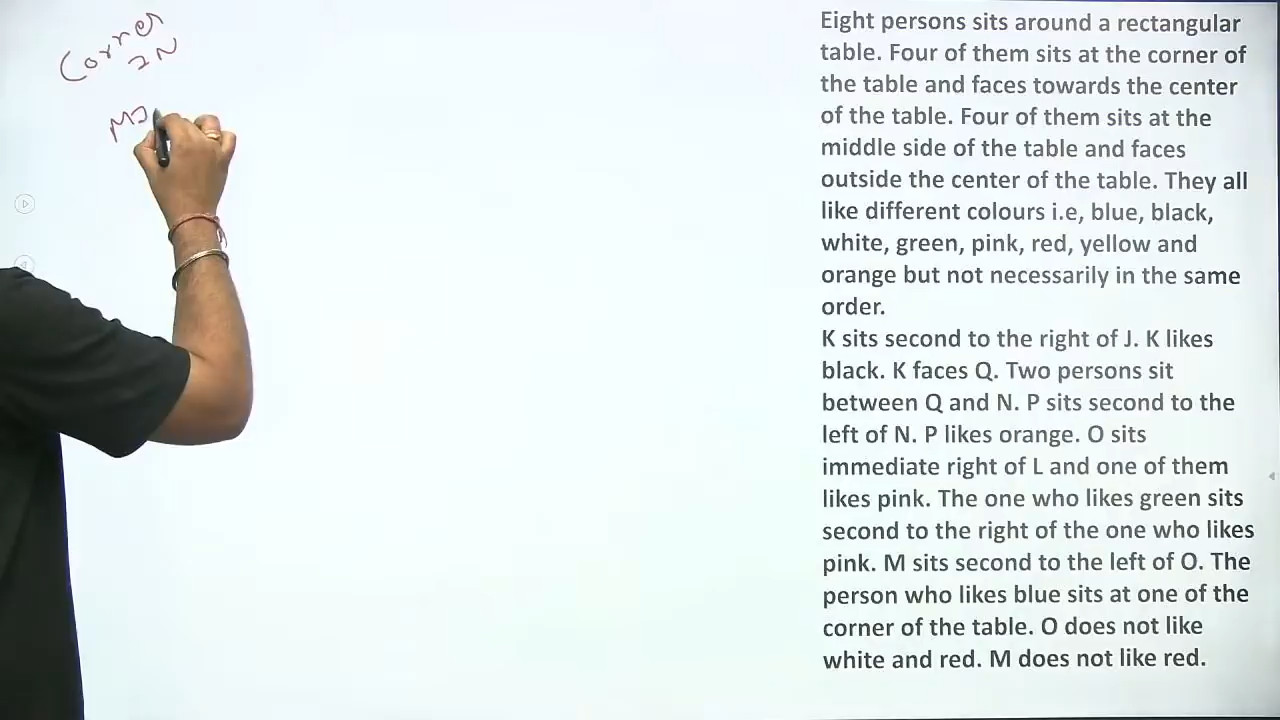 Corner
IN
Eight persons sits around a rectangular
table. Four of them sits at the corner of
the table and faces towards the center
of the table. Four of them sits at the
middle side of the table and faces
outside the center of the table. They all
like different colours i.e, blue, black,
white, green, pink, red, yellow and
orange but not necessarily in the same
order.
K sits second to the right of J. K likes
black. K faces Q. Two persons sit
between Q and N. P sits second to the
left of N. P likes orange. O sits
immediate right of L and one of them
likes pink. The one who likes green sits
second to the right of the one who likes
pink. M sits second to the left of O. The
person who likes blue sits at one of the
corner of the table. O does not like
white and red. M does not like red.